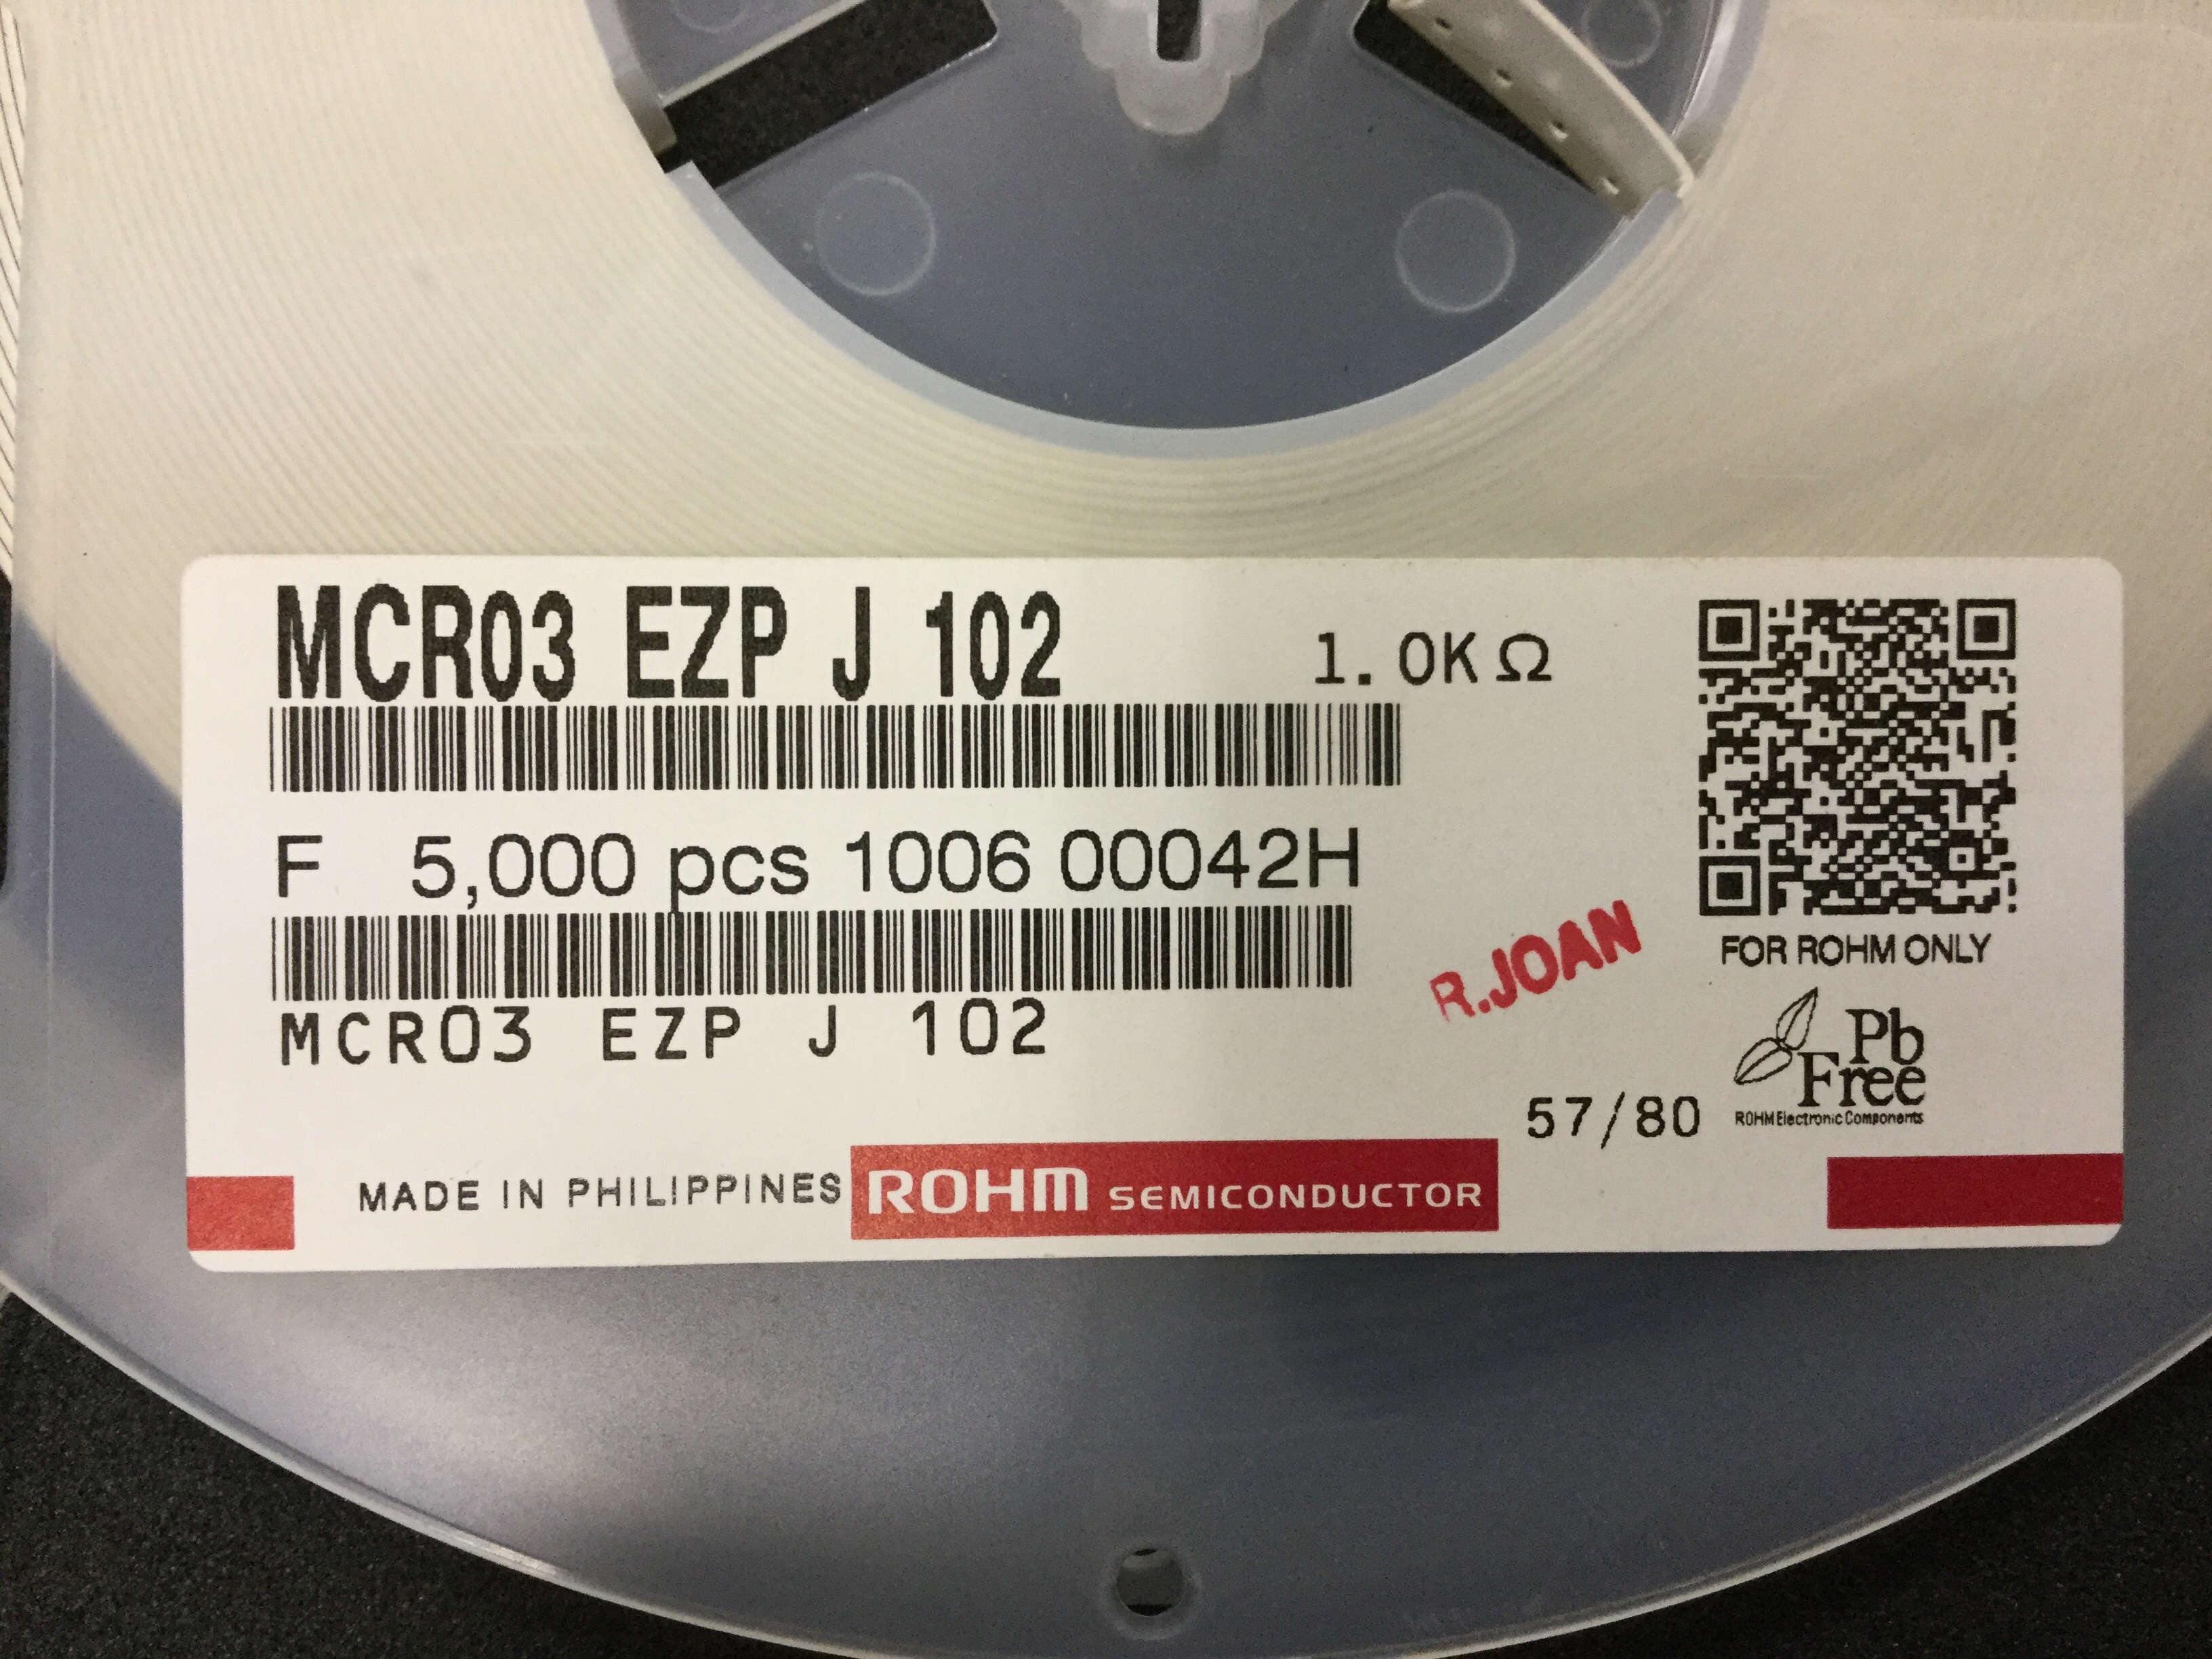 MCR03 EZP J 102
1.0KΩ
F 5,000 pcs 1006 00042H
MCR03 EZP J 102
R.JOAN
FOR ROHM ONLY
Pb
Free
ROHM Electronic Components
57/80
MADE IN PHILIPPINES
ROHM SEMICONDUCTOR